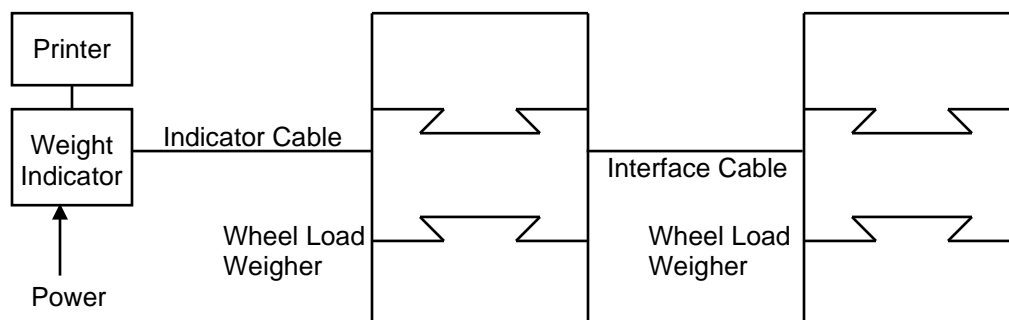 Printer
Weight
Indicator
Indicator Cable
Interface Cable
Wheel Load
Weigher
Wheel Load
Weigher
Power